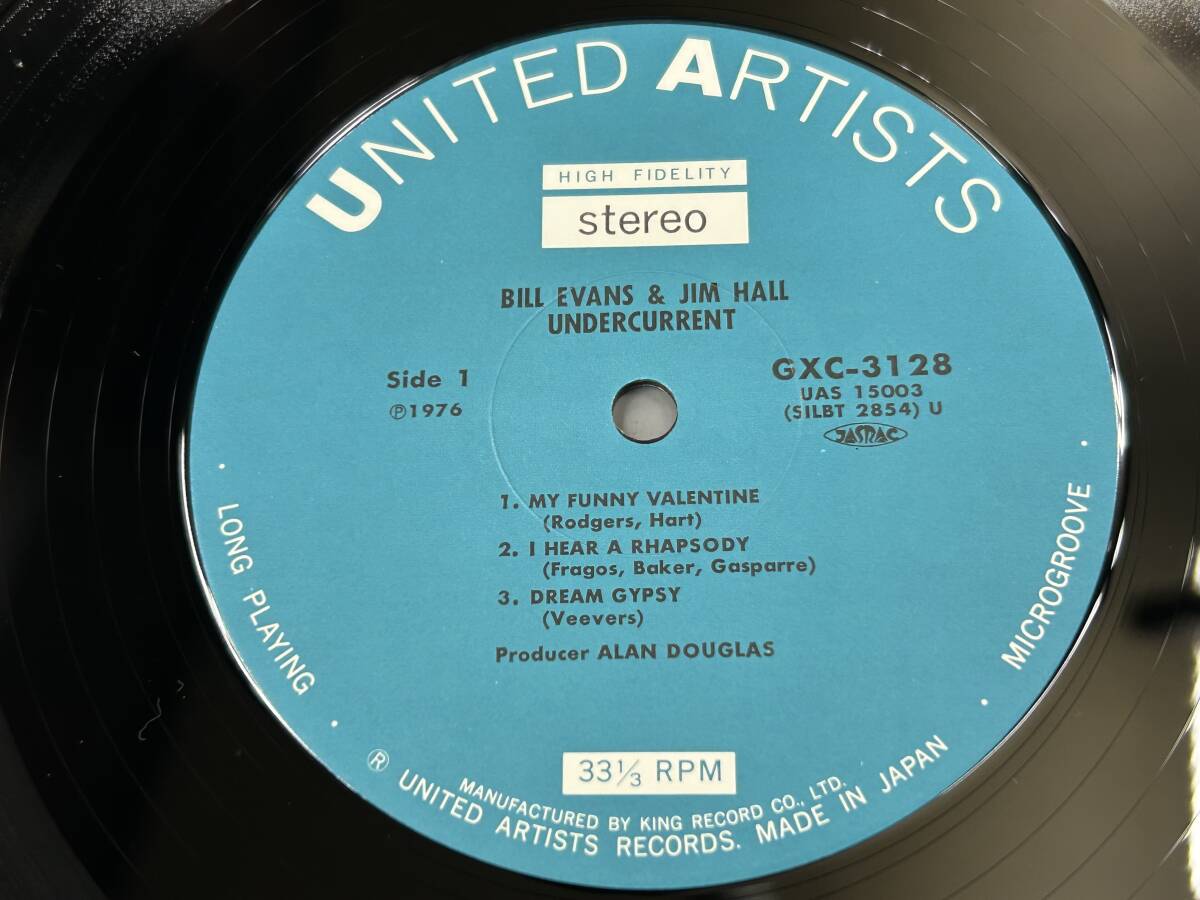 UNITED ARTISTS
HIGH FIDELITY
stereo
BILL EVANS & JIM HALL
UNDERCURRENT
Side 1
℗1976
GXC-3128
UAS 15003
(SILBT 2854) U
JASRAC
1. MY FUNNY VALENTINE
(Rodgers, Hart)
2. I HEAR A RHAPSODY
(Fragos, Baker, Gasparre)
3. DREAM GYPSY
(Veevers)
Producer ALAN DOUGLAS
· LONG PLAYING ·
· MICROGROOVE ·
33⅓ RPM
MANUFACTURED BY KING RECORD CO., LTD.
® UNITED ARTISTS RECORDS. MADE IN JAPAN